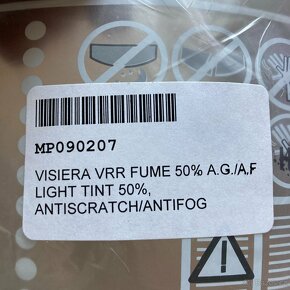 MP090207
VISIERA VRR FUME 50% A.G./A,F
LIGHT TINT 50%,
ANTISCRATCH/ANTIFOG